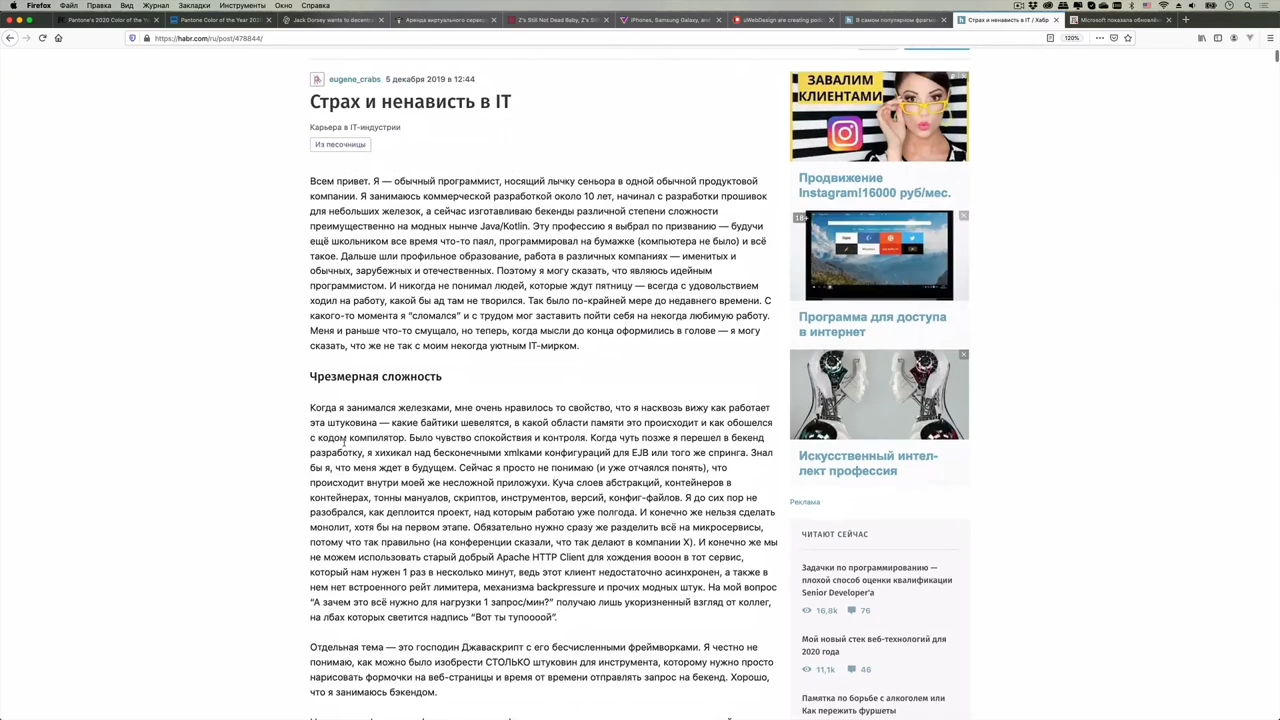 Firefox Файл Правка Вид Журнал Закладки Инструменты Окно Справка
Pantone's 2020 Color of the Ye
Pantone Color of the Year 2020
Jack Dorsey wants to decentra
Аренда виртуального сервера
Z's Still Not Dead Baby, Z's Sti
iPhones, Samsung Galaxy, and
uWebDesign are creating podc
В самом популярном фрагме
Страх и ненависть в IT / Хабр
Microsoft показала обновлён
https://habr.com/ru/post/478844/
120%
eugene_crabs 5 декабря 2019 в 12:44
Страх и ненависть в IT
Карьера в IT-индустрии
Из песочницы
Всем привет. Я — обычный программист, носящий лычку сеньора в одной обычной продуктовой
компании. Я занимаюсь коммерческой разработкой около 10 лет, начинал с разработки прошивок
для небольших железок, а сейчас изготавливаю бекенды различной степени сложности
преимущественно на модных нынче Java/Kotlin. Эту профессию я выбрал по призванию — будучи
ещё школьником все время что-то паял, программировал на бумажке (компьютера не было) и всё
такое. Дальше шли профильное образование, работа в различных компаниях — именитых и
обычных, зарубежных и отечественных. Поэтому я могу сказать, что являюсь идейным
программистом. И никогда не понимал людей, которые ждут пятницу — всегда с удовольствием
ходил на работу, какой бы ад там не творился. Так было по-крайней мере до недавнего времени. С
какого-то момента я “сломался” и с трудом мог заставить пойти себя на некогда любимую работу.
Меня и раньше что-то смущало, но теперь, когда мысли до конца оформились в голове — я могу
сказать, что же не так с моим некогда уютным IT-мирком.
Чрезмерная сложность
Когда я занимался железками, мне очень нравилось то свойство, что я насквозь вижу как работает
эта штуковина — какие байтики шевелятся, в какой области памяти это происходит и как обошелся
с кодом компилятор. Было чувство спокойствия и контроля. Когда чуть позже я перешел в бекенд
разработку, я хихикал над бесконечными xmlками конфигураций для EJB или того же спринга. Знал
бы я, что меня ждет в будущем. Сейчас я просто не понимаю (и уже отчаялся понять), что
происходит внутри моей же несложной приложухи. Куча слоев абстракций, контейнеров в
контейнерах, тонны мануалов, скриптов, инструментов, версий, конфиг-файлов. Я до сих пор не
разобрался, как деплоится проект, над которым работаю уже полгода. И конечно же нельзя сделать
монолит, хотя бы на первом этапе. Обязательно нужно сразу же разделить всё на микросервисы,
потому что так правильно (на конференции сказали, что так делают в компании X). И конечно же мы
не можем использовать старый добрый Apache HTTP Client для хождения вооон в тот сервис,
который нам нужен 1 раз в несколько минут, ведь этот клиент недостаточно асинхронен, а также в
нем нет встроенного рейт лимитера, механизма backpressure и прочих модных штук. На мой вопрос
“А зачем это всё нужно для нагрузки 1 запрос/мин?” получаю лишь укоризненный взгляд от коллег,
на лбах которых светится надпись “Вот ты тупоооой”.
Отдельная тема — это господин Джаваскрипт с его бесчисленными фреймворками. Я честно не
понимаю, как можно было изобрести СТОЛЬКО штуковин для инструмента, которому нужно просто
нарисовать формочки на веб-страницы и время от времени отправлять запрос на бекенд. Хорошо,
что я занимаюсь бэкендом.
ЗАВАЛИМ
КЛИЕНТАМИ
Продвижение
Instagram!16000 руб/мес.
18+
Программа для доступа
в интернет
Искусственный интел-
лект профессия
Реклама
ЧИТАЮТ СЕЙЧАС
Задачки по программированию —
плохой способ оценки квалификации
Senior Developer'а
16,8k 76
Мой новый стек веб-технологий для
2020 года
11,1k 46
Памятка по борьбе с алкоголем или
Как пережить фуршеты